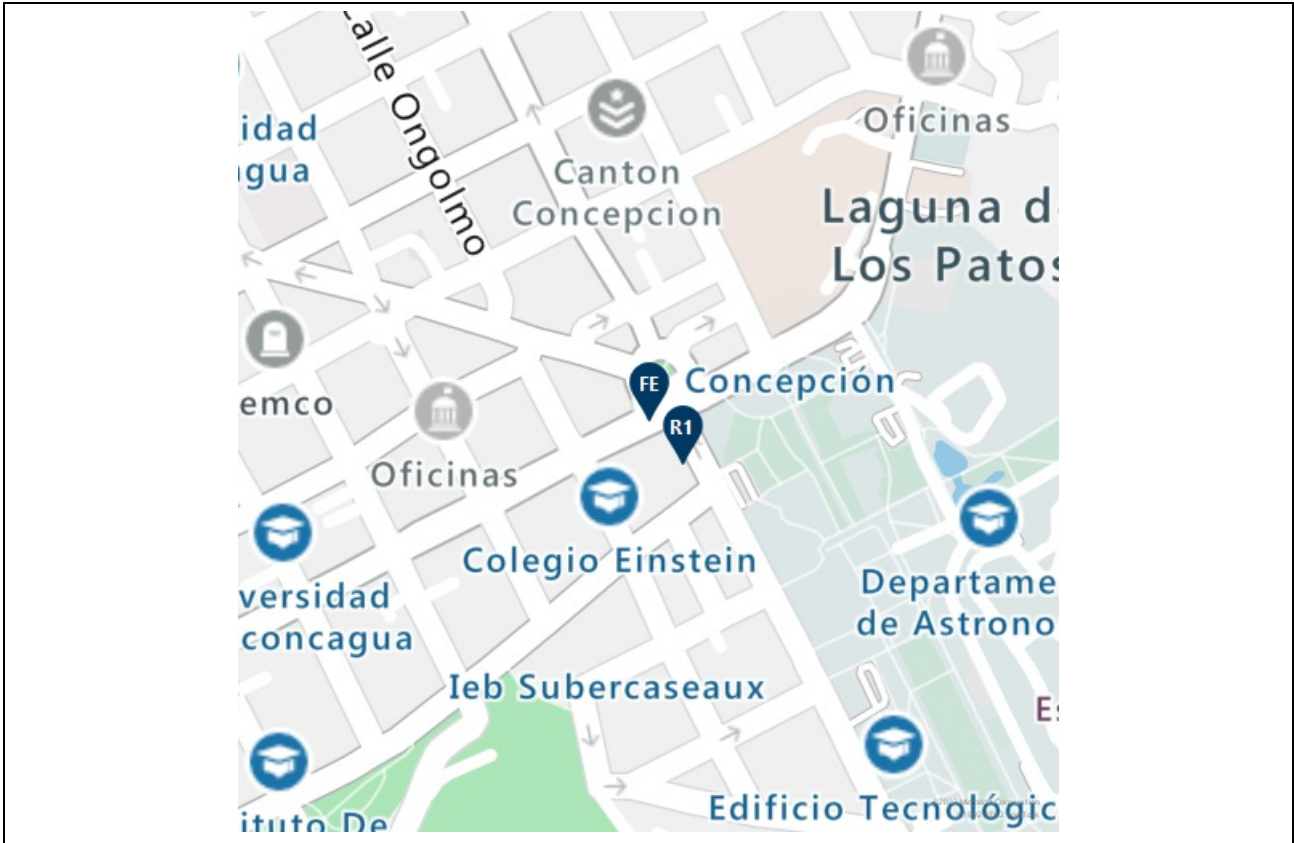 Calle Ongolmo
Oficinas
idad
gua
Canton
Concepcion
Laguna d
Los Patos
emco
FE
Concepción
R1
Oficinas
Colegio Einstein
versidad
concagua
Departame
de Astrono
Ieb Subercaseaux
E
Edificio Tecnológic
ituto De